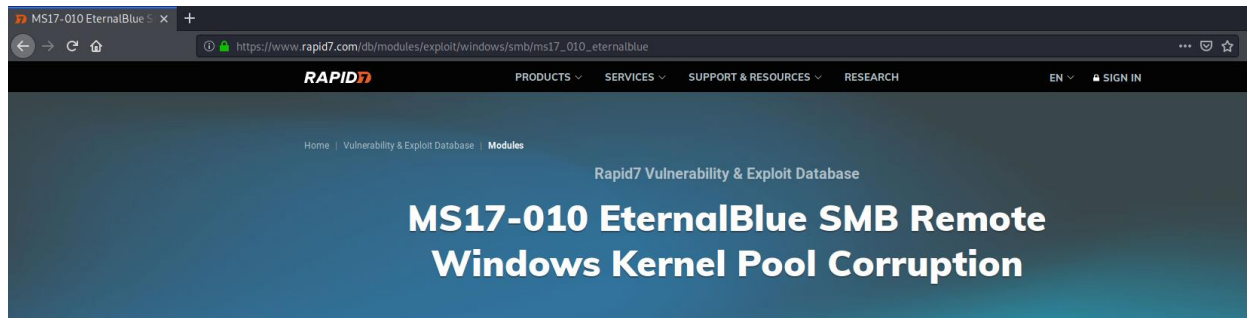 MS17-010 EternalBlue S
https://www.rapid7.com/db/modules/exploit/windows/smb/ms17_010_eternalblue
RAPID7 PRODUCTS SERVICES SUPPORT & RESOURCES RESEARCH EN SIGN IN
Home | Vulnerability & Exploit Database | Modules
Rapid7 Vulnerability & Exploit Database
MS17-010 EternalBlue SMB Remote
Windows Kernel Pool Corruption